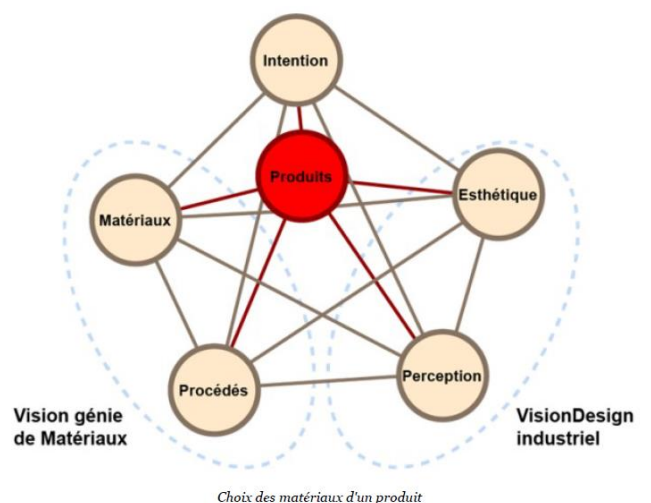 Intention
Produits
Esthétique
Matériaux
Procédés
Perception
Vision génie
de Matériaux
VisionDesign
industriel
Choix des matériaux d'un produit